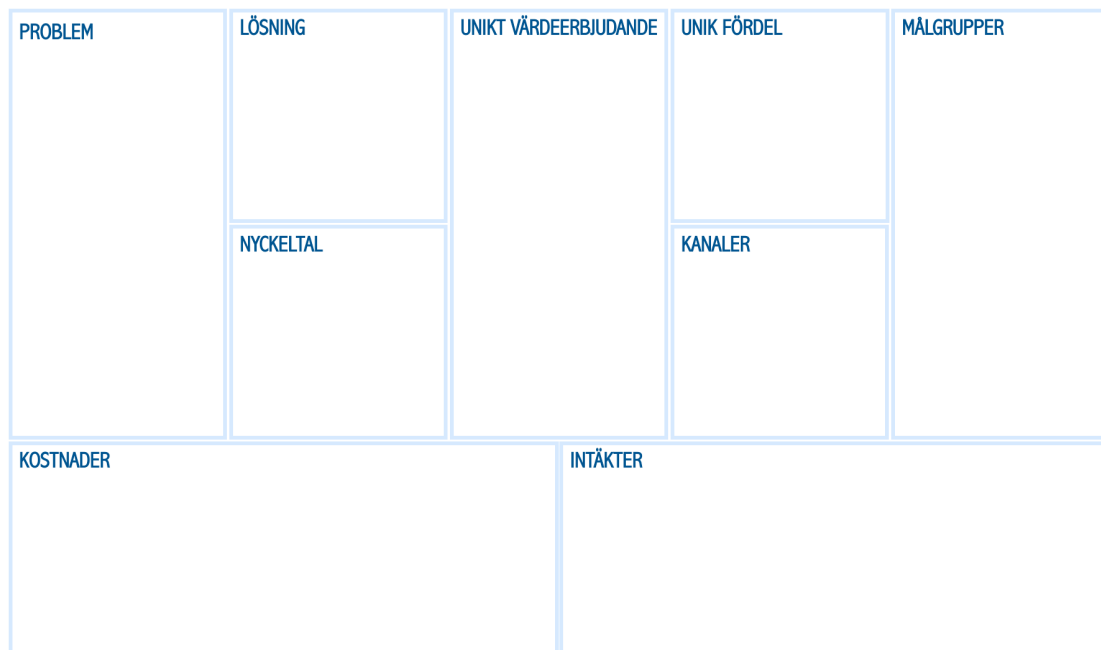 PROBLEM
LÖSNING
UNIKT VÄRDEERBJUDANDE
UNIK FÖRDEL
MÅLGRUPPER
NYCKELTAL
KANALER
KOSTNADER
INTÄKTER